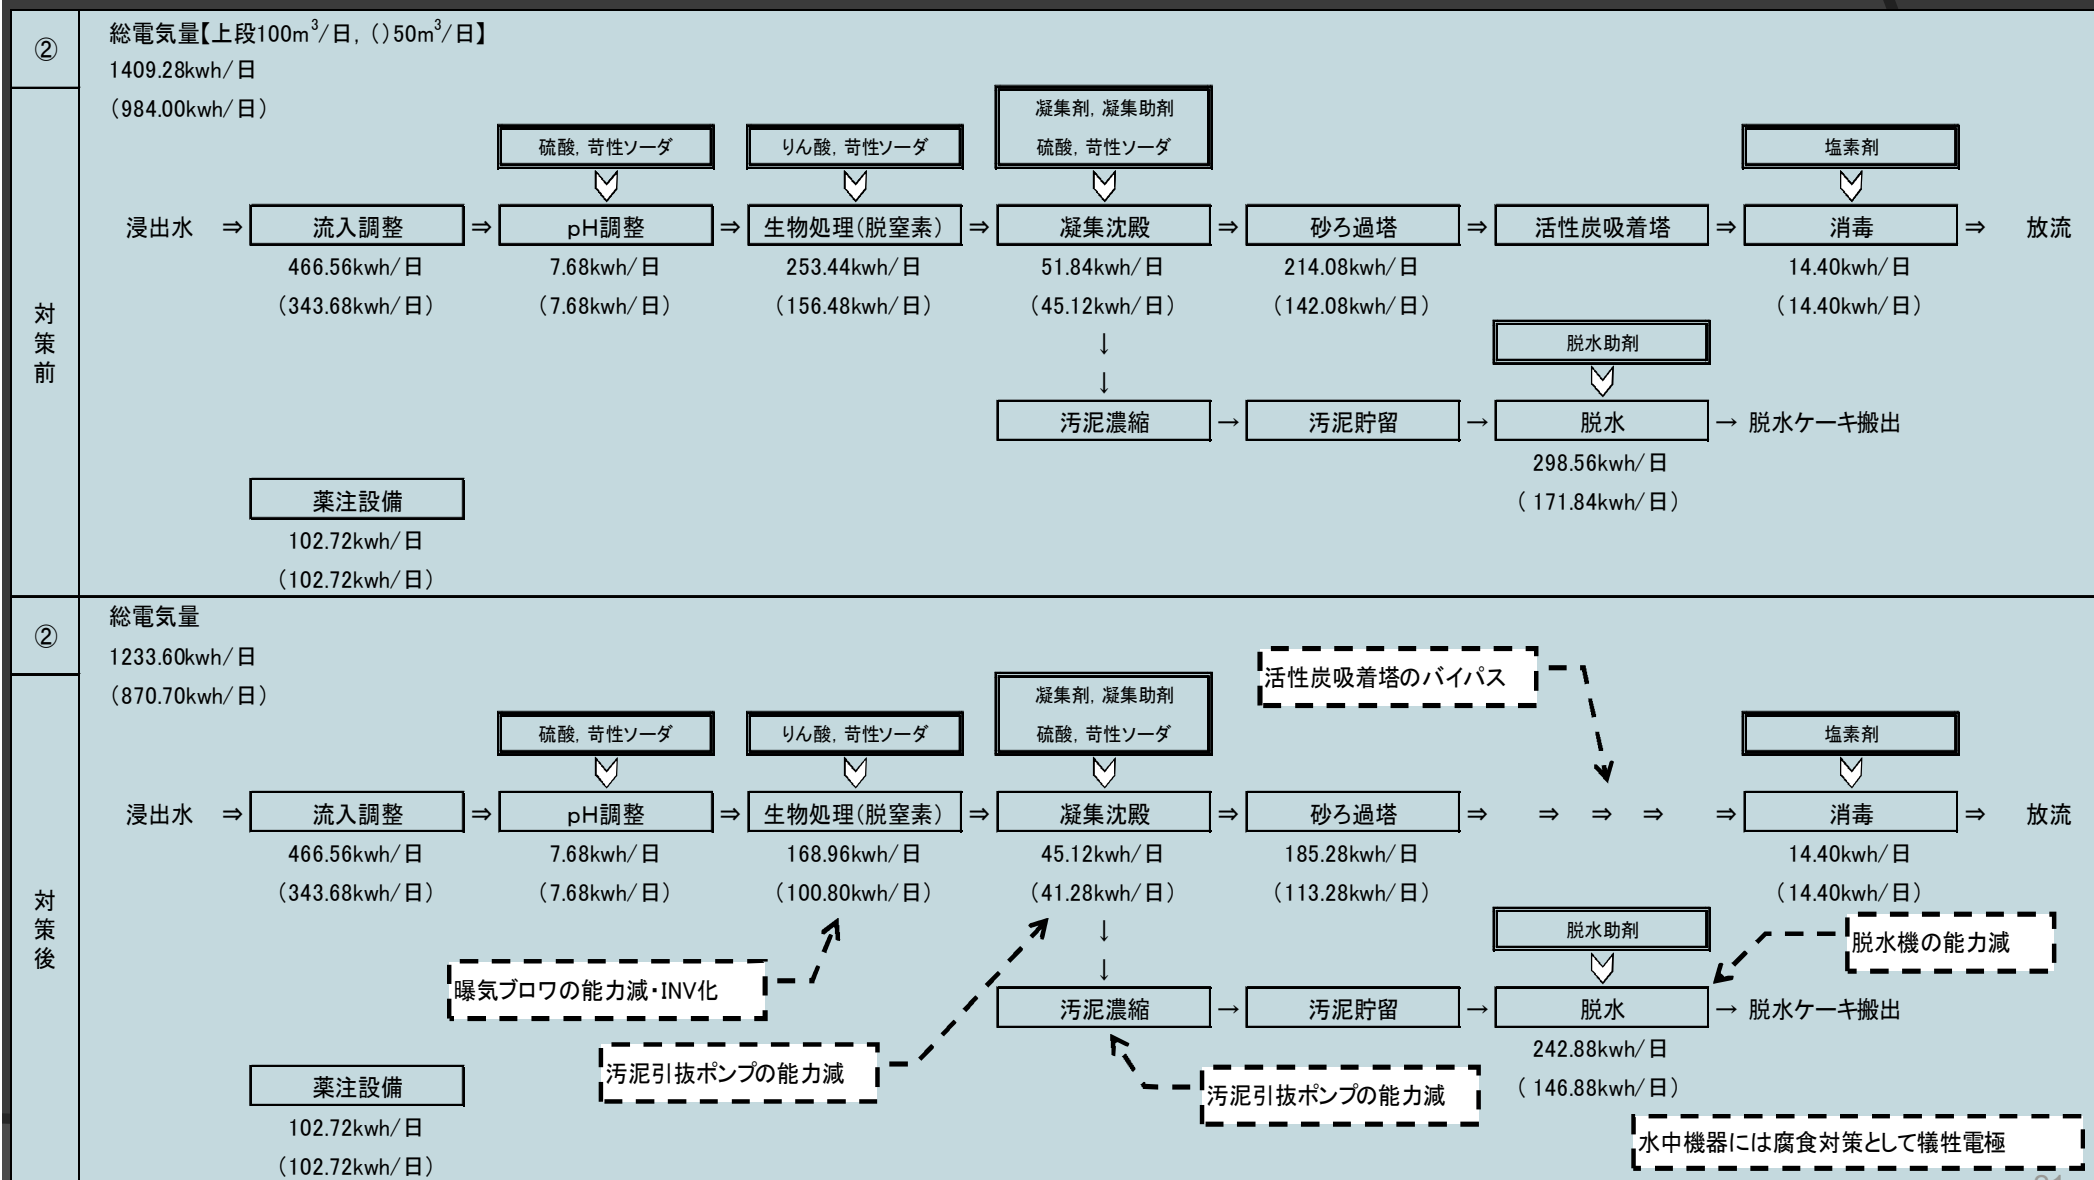 ②
総電気量【上段100m³/日，（）50m³/日】
1409.28kwh/日
（984.00kwh/日）
対策前
硫酸，苛性ソーダ
りん酸，苛性ソーダ
凝集剤，凝集助剤
硫酸，苛性ソーダ
塩素剤
浸出水 ⇒ 流入調整 ⇒ pH調整 ⇒ 生物処理（脱窒素） ⇒ 凝集沈殿 ⇒ 砂ろ過塔 ⇒ 活性炭吸着塔 ⇒ 消毒 ⇒ 放流
466.56kwh/日 7.68kwh/日 253.44kwh/日 51.84kwh/日 214.08kwh/日 14.40kwh/日
（343.68kwh/日） （7.68kwh/日） （156.48kwh/日） （45.12kwh/日） （142.08kwh/日） （14.40kwh/日）
↓
↓
脱水助剤
汚泥濃縮 → 汚泥貯留 → 脱水 → 脱水ケーキ搬出
298.56kwh/日
（ 171.84kwh/日）
薬注設備
102.72kwh/日
（102.72kwh/日）
②
総電気量
1233.60kwh/日
（870.70kwh/日）
対策後
活性炭吸着塔のバイパス
硫酸，苛性ソーダ
りん酸，苛性ソーダ
凝集剤，凝集助剤
硫酸，苛性ソーダ
塩素剤
浸出水 ⇒ 流入調整 ⇒ pH調整 ⇒ 生物処理（脱窒素） ⇒ 凝集沈殿 ⇒ 砂ろ過塔 ⇒ ⇒ ⇒ ⇒ ⇒ 消毒 ⇒ 放流
466.56kwh/日 7.68kwh/日 168.96kwh/日 45.12kwh/日 185.28kwh/日 14.40kwh/日
（343.68kwh/日） （7.68kwh/日） （100.80kwh/日） （41.28kwh/日） （113.28kwh/日） （14.40kwh/日）
↓
↓
脱水助剤
脱水機の能力減
曝気ブロワの能力減・INV化
汚泥濃縮 → 汚泥貯留 → 脱水 → 脱水ケーキ搬出
242.88kwh/日
（ 146.88kwh/日）
汚泥引抜ポンプの能力減
汚泥引抜ポンプの能力減
薬注設備
102.72kwh/日
（102.72kwh/日）
水中機器には腐食対策として犠牲電極